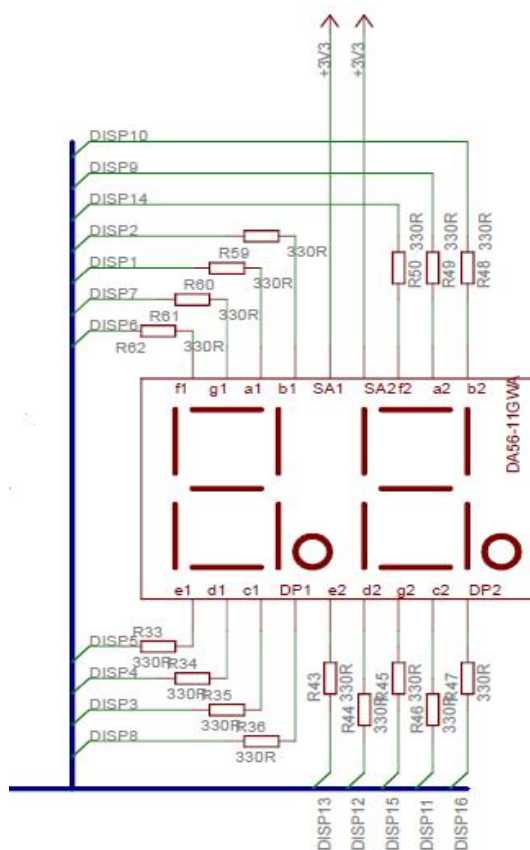 +3V3
+3V3
DISP10
DISP9
DISP14
DISP2
DISP1
DISP7
DISP6
330R
R59
330R
R60
330R
R61
330R
R62
330R
R50
330R
R49
330R
R48
f1 g1 a1 b1 SA1 SA2 f2 a2 b2
DA56-11GWA
e1 d1 c1 DP1 e2 d2 g2 c2 DP2
DISP5
DISP4
DISP3
DISP8
R33
330R
R34
330R
R35
330R
R36
330R
R43
330R
R44
330R
R45
330R
R46
330R
R47
330R
DISP13
DISP12
DISP15
DISP11
DISP16